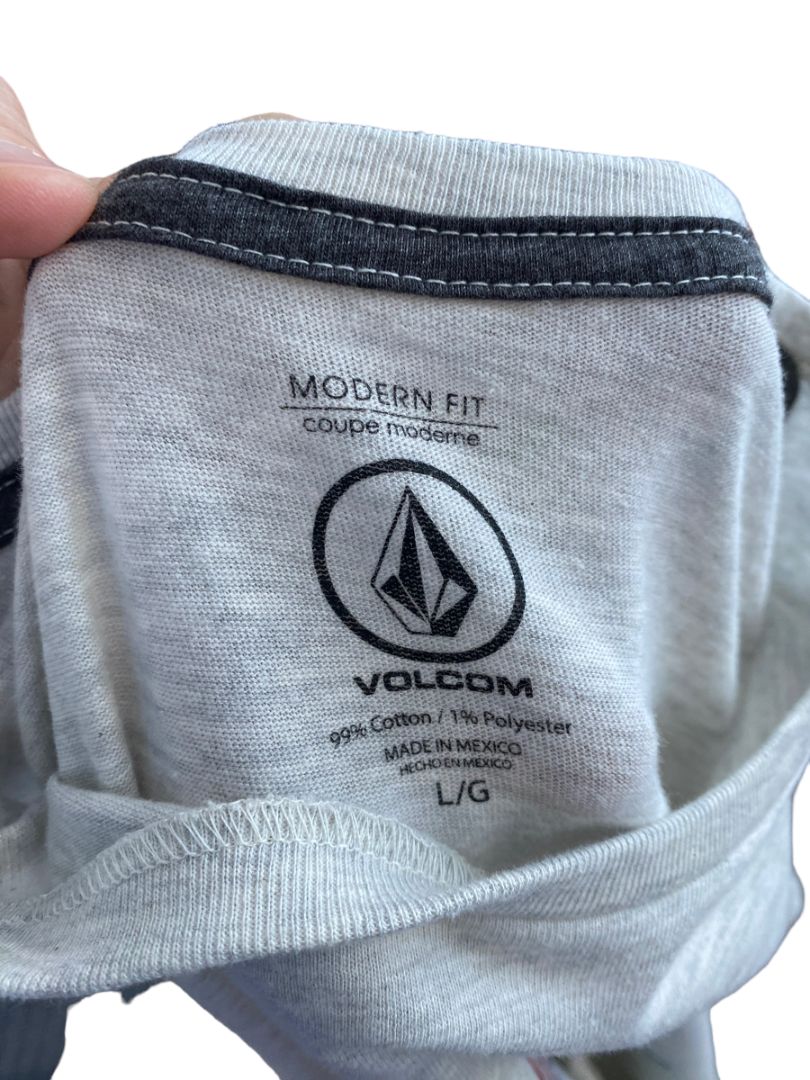 MODERN FIT
coupe moderne
VOLCOM
99% Cotton / 1% Polyester
MADE IN MEXICO
HECHO EN MEXICO
L/G